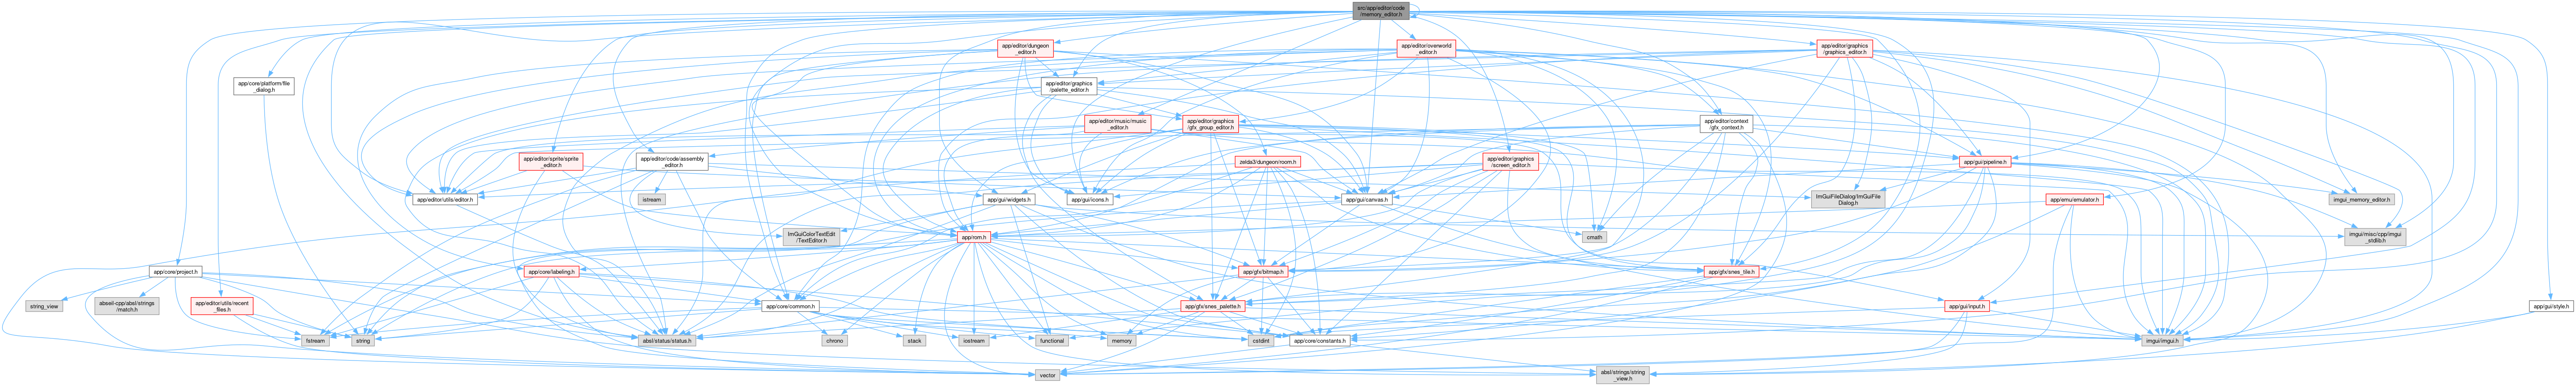 src/app/editor/code
/memory_editor.h
app/editor/dungeon
_editor.h
app/editor/overworld
_editor.h
app/editor/graphics
/graphics_editor.h
app/core/platform/file
_dialog.h
app/editor/graphics
/palette_editor.h
app/editor/music/music
_editor.h
app/editor/graphics
/gfx_group_editor.h
app/editor/context
/gfx_context.h
app/editor/sprite/sprite
_editor.h
app/editor/code/assembly
_editor.h
zelda3/dungeon/room.h
app/editor/graphics
/screen_editor.h
app/gui/pipeline.h
app/editor/utils/editor.h
istream
app/gui/widgets.h
app/gui/icons.h
app/gui/canvas.h
ImGuiFileDialog/ImGuiFile
Dialog.h
app/emu/emulator.h
imgui_memory_editor.h
ImGuiColorTextEdit
/TextEditor.h
app/rom.h
cmath
imgui/misc/cpp/imgui
_stdlib.h
app/core/project.h
app/core/labeling.h
app/gfx/bitmap.h
app/gfx/snes_tile.h
string_view
abseil-cpp/absl/strings
/match.h
app/editor/utils/recent
_files.h
app/core/common.h
app/gfx/snes_palette.h
app/gui/input.h
app/gui/style.h
fstream
string
absl/status/status.h
chrono
stack
iostream
functional
memory
cstdint
app/core/constants.h
imgui/imgui.h
vector
absl/strings/string
_view.h